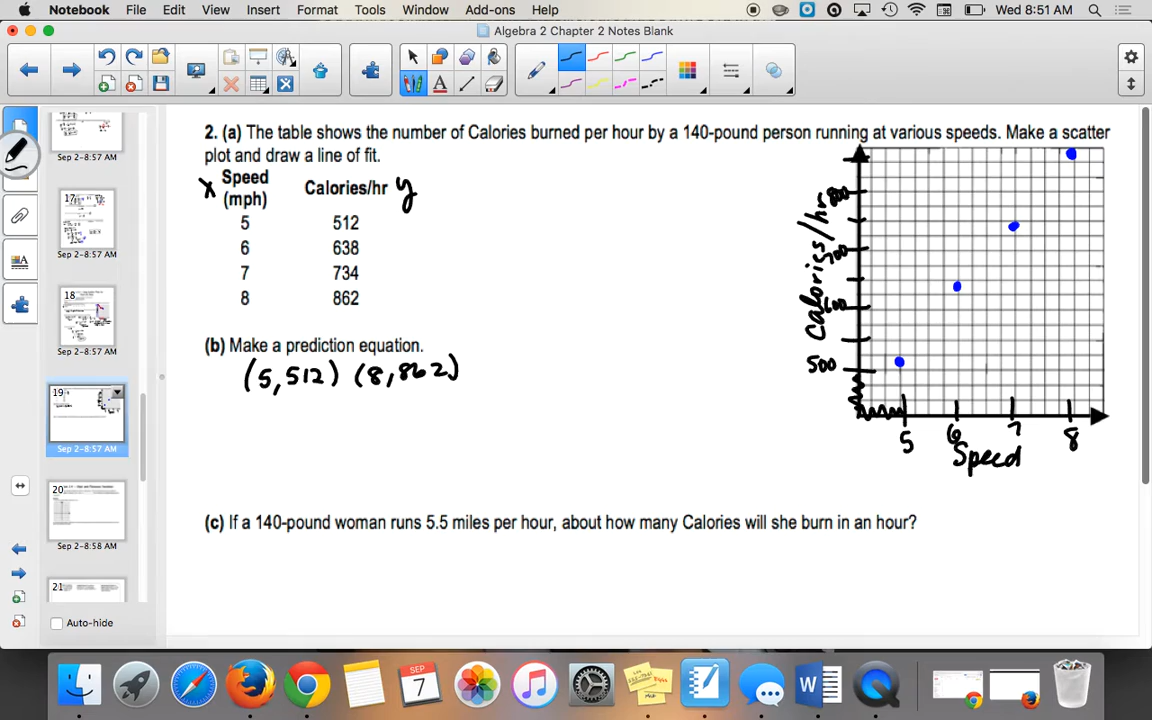 Notebook File Edit View Insert Format Tools Window Add-ons Help Wed 8:51 AM
Algebra 2 Chapter 2 Notes Blank
2. (a) The table shows the number of Calories burned per hour by a 140-pound person running at various speeds. Make a scatter
plot and draw a line of fit.
x Speed (mph) Calories/hr y
5 512
6 638
7 734
8 862
(b) Make a prediction equation.
(5,512) (8,862)
(c) If a 140-pound woman runs 5.5 miles per hour, about how many Calories will she burn in an hour?
Calories/hr
800
700
600
500
5 6 7 8
Speed
Sep 2-8:57 AM
17
Sep 2-8:57 AM
18
Sep 2-8:57 AM
19
Sep 2-8:57 AM
20
Sep 2-8:58 AM
21
Auto-hide
SEP
7